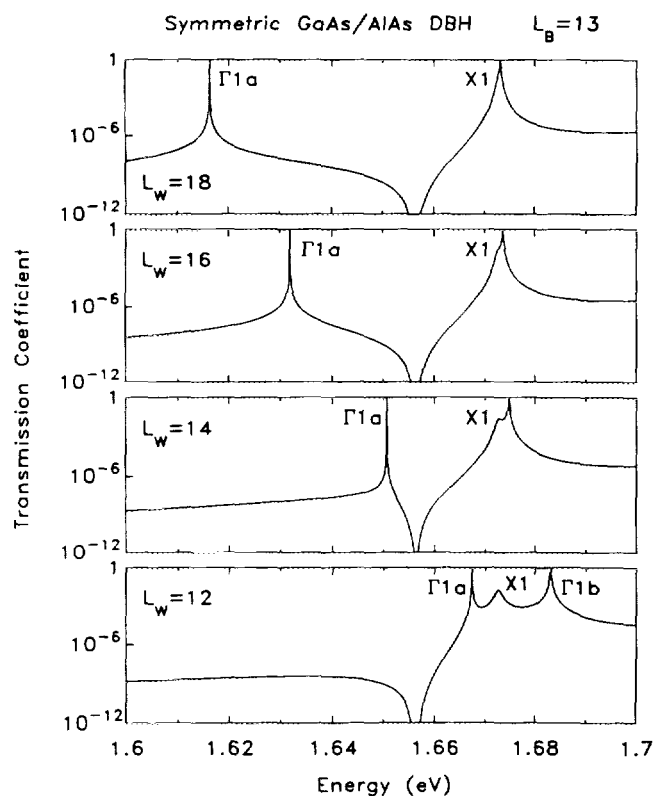 Symmetric GaAs/AlAs DBH L_B=13
Transmission Coefficient
1
Γ1a
X1
10^-6
L_W=18
10^-12
1
Γ1a
X1
L_W=16
10^-6
10^-12
1
Γ1a
X1
L_W=14
10^-6
10^-12
1
Γ1a
X1
Γ1b
L_W=12
10^-6
10^-12
1.6 1.62 1.64 1.66 1.68 1.7
Energy (eV)